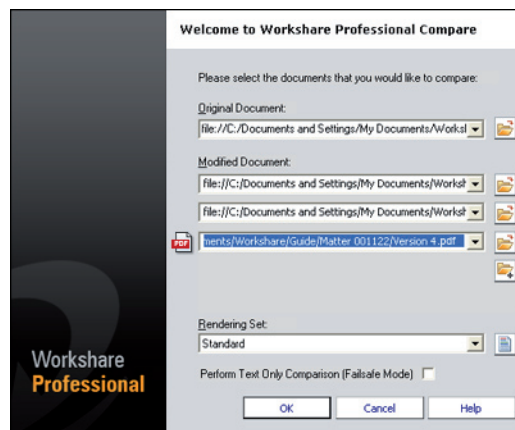 Welcome to Workshare Professional Compare
Please select the documents that you would like to compare:
Original Document:
file://C:/Documents and Settings/My Documents/Worksl
Modified Document:
file://C:/Documents and Settings/My Documents/Worksh
file://C:/Documents and Settings/My Documents/Worksh
PDF
ments/Workshare/Guide/Matter 001122/Version 4.pdf
Rendering Set:
Standard
Perform Text Only Comparison (Failsafe Mode)
Workshare
Professional
OK Cancel Help